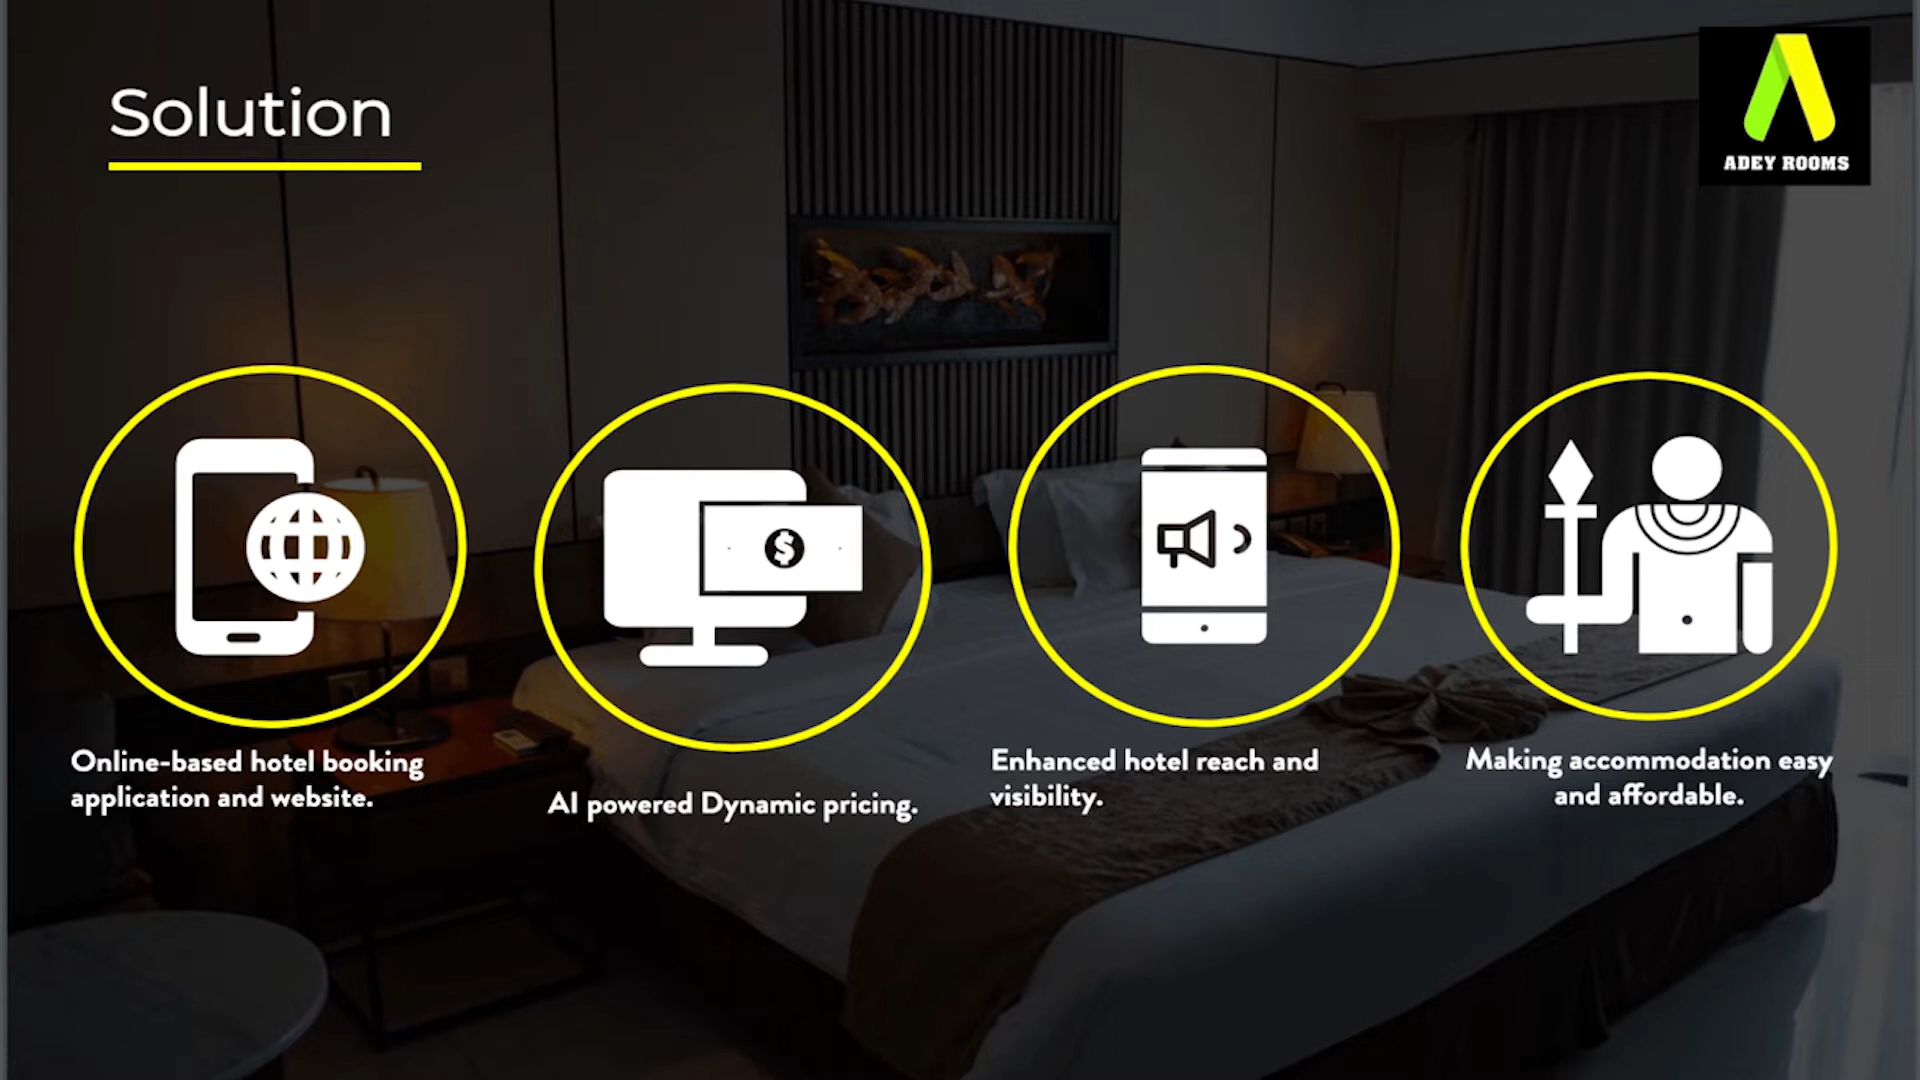 Solution
ADEY ROOMS
$
Online-based hotel booking
application and website.
AI powered Dynamic pricing.
Enhanced hotel reach and
visibility.
Making accommodation easy
and affordable.